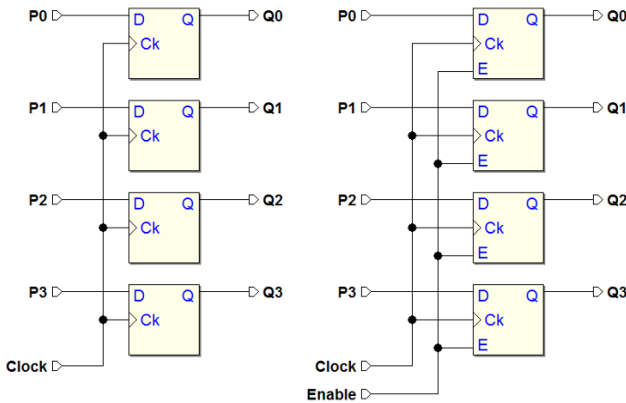 P0 D Q Q0 P0 D Q Q0
Ck Ck
E
P1 D Q Q1 P1 D Q Q1
Ck Ck
E
P2 D Q Q2 P2 D Q Q2
Ck Ck
E
P3 D Q Q3 P3 D Q Q3
Ck Ck
E
Clock Clock
Enable